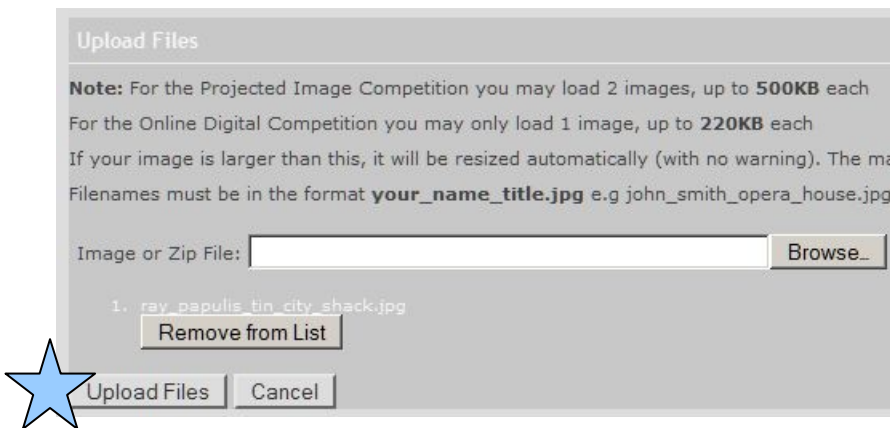 Upload Files
Note: For the Projected Image Competition you may load 2 images, up to 500KB each
For the Online Digital Competition you may only load 1 image, up to 220KB each
If your image is larger than this, it will be resized automatically (with no warning). The ma
Filenames must be in the format your_name_title.jpg e.g john_smith_opera_house.jpg
Image or Zip File: Browse...
1. ray_papulis_tin_city_shack.jpg
Remove from List
Upload Files Cancel